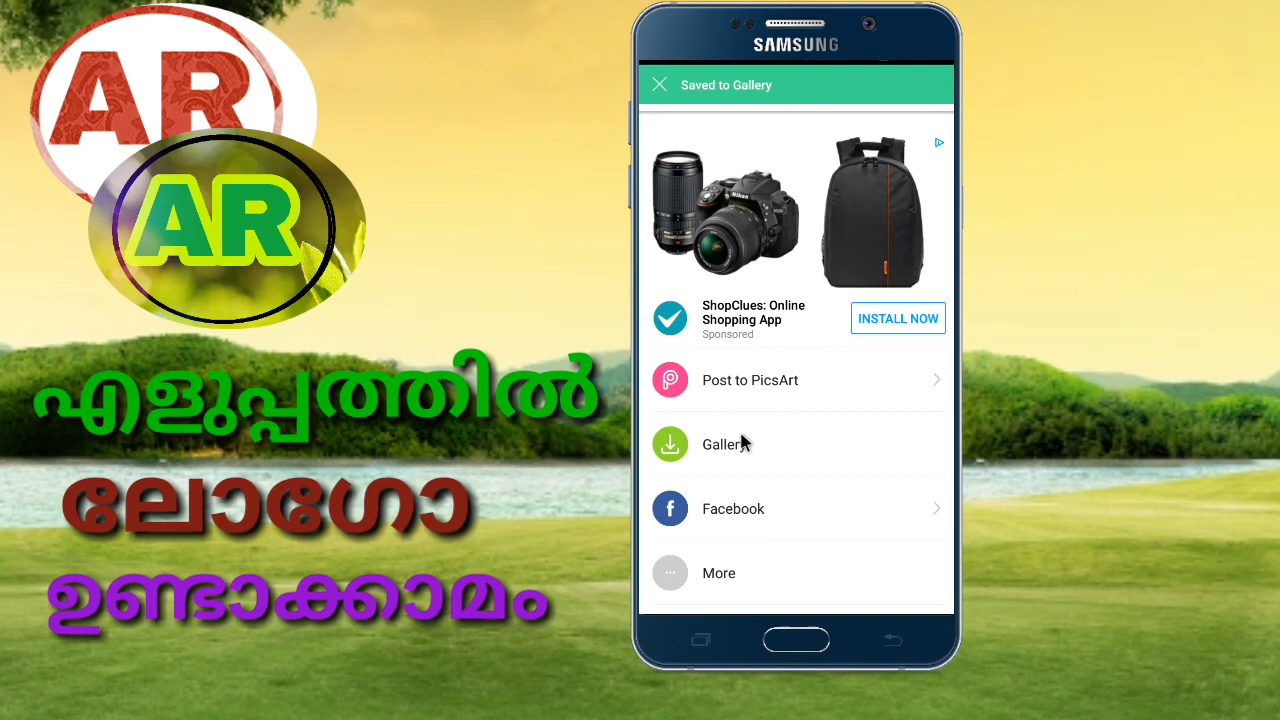 AR
AR
എളുപ്പത്തിൽ
ലോഗോ
ഉണ്ടാക്കാമം
SAMSUNG
Saved to Gallery
Nikon
ShopClues: Online
Shopping App
Sponsored
INSTALL NOW
Post to PicsArt
Gallery
Facebook
More